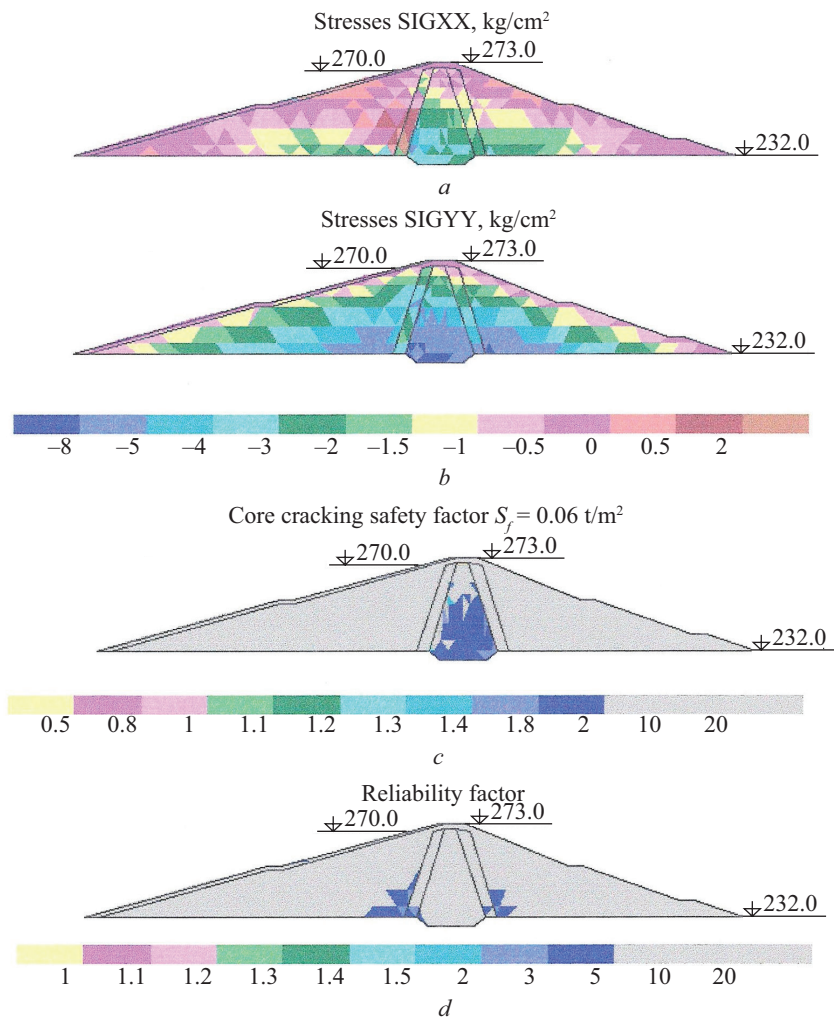 Stresses SIGXX, kg/cm²
270.0 273.0
232.0
a
Stresses SIGYY, kg/cm²
270.0 273.0
232.0
–8 –5 –4 –3 –2 –1.5 –1 –0.5 0 0.5 2
b
Core cracking safety factor S_f = 0.06 t/m²
270.0 273.0
232.0
0.5 0.8 1 1.1 1.2 1.3 1.4 1.8 2 10 20
c
Reliability factor
270.0 273.0
232.0
1 1.1 1.2 1.3 1.4 1.5 2 3 5 10 20
d